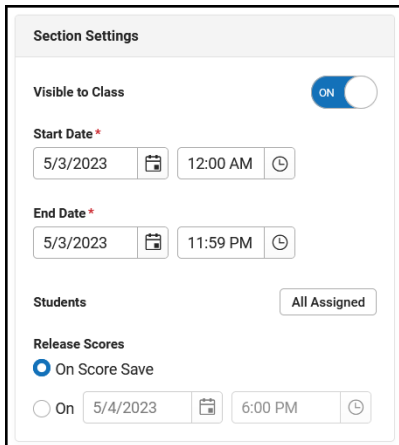 Section Settings
Visible to Class ON
Start Date*
5/3/2023 12:00 AM
End Date*
5/3/2023 11:59 PM
Students All Assigned
Release Scores
On Score Save
On 5/4/2023 6:00 PM